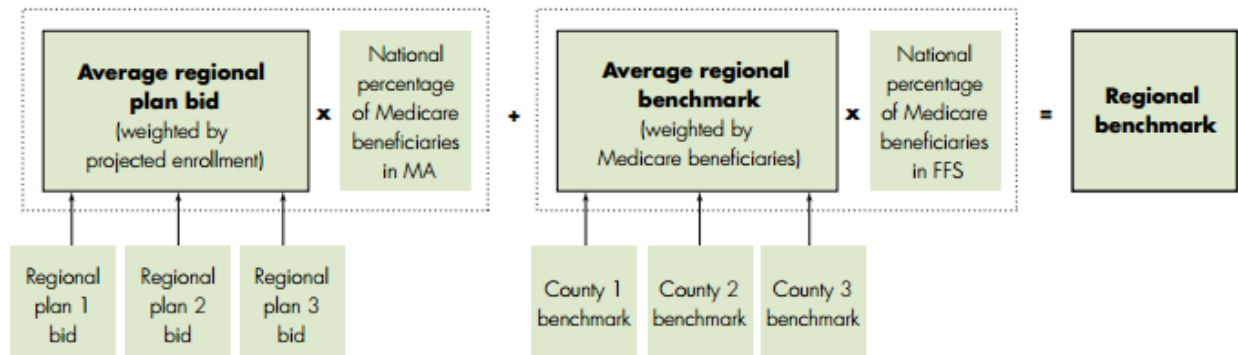 Average regional
plan bid
(weighted by
projected enrollment)
x
National
percentage
of Medicare
beneficiaries
in MA
+
Average regional
benchmark
(weighted by
Medicare beneficiaries)
x
National
percentage
of Medicare
beneficiaries
in FFS
=
Regional
benchmark
Regional
plan 1
bid
Regional
plan 2
bid
Regional
plan 3
bid
County 1
benchmark
County 2
benchmark
County 3
benchmark